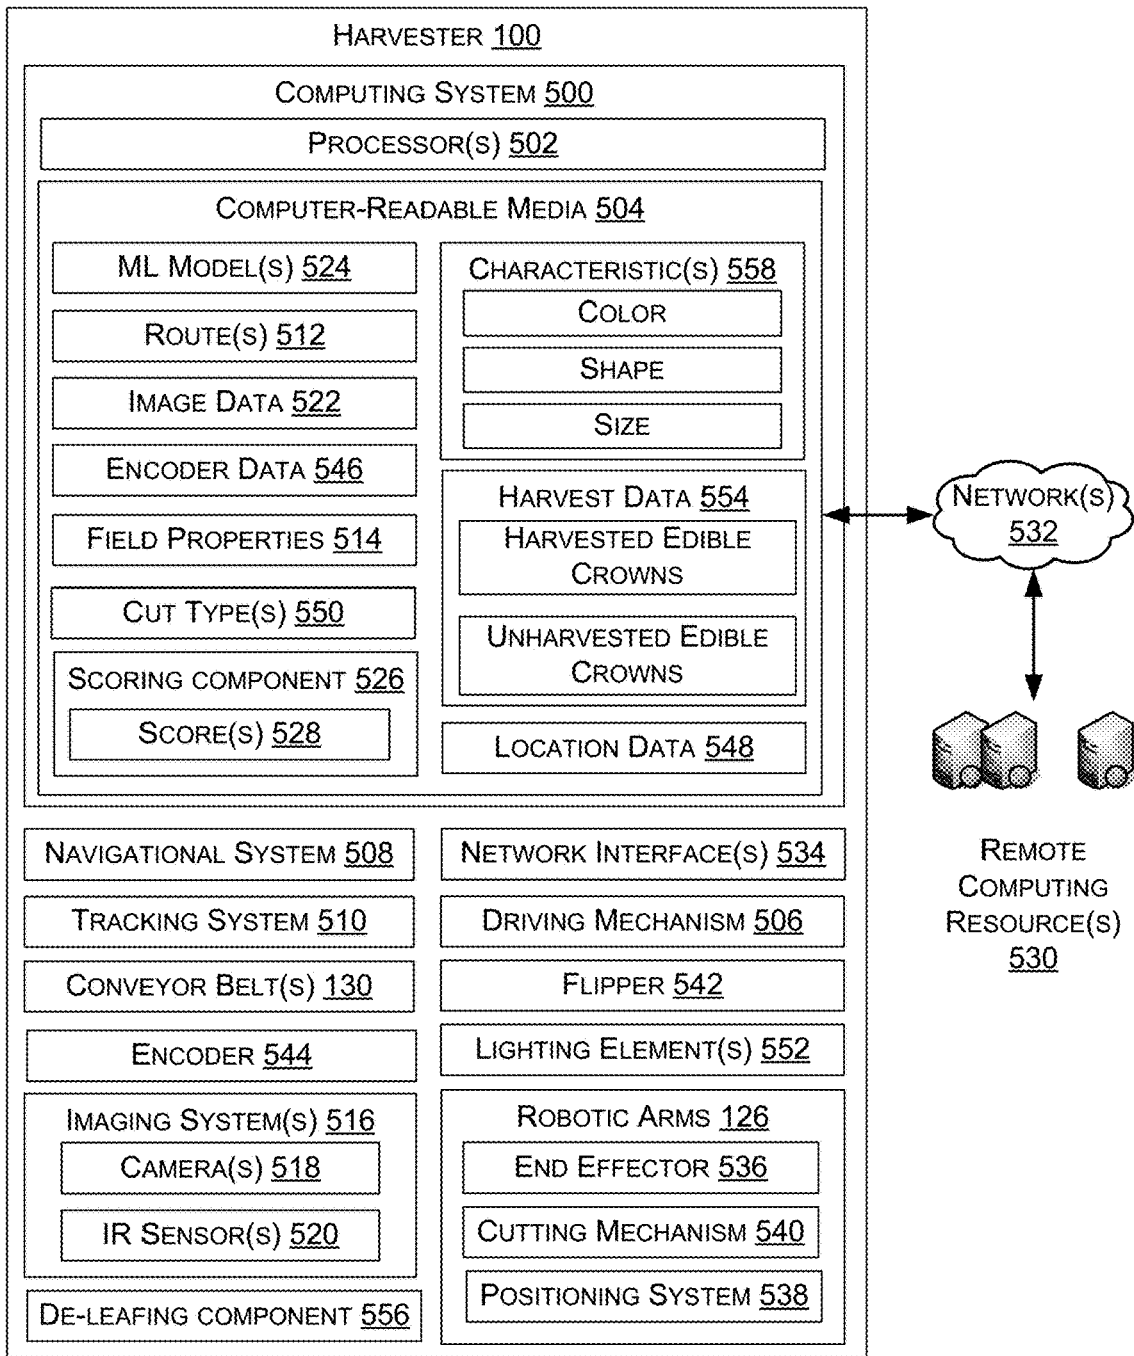 HARVESTER 100
COMPUTING SYSTEM 500
PROCESSOR(S) 502
COMPUTER-READABLE MEDIA 504
ML MODEL(S) 524
ROUTE(S) 512
IMAGE DATA 522
ENCODER DATA 546
FIELD PROPERTIES 514
CUT TYPE(S) 550
SCORING COMPONENT 526
SCORE(S) 528
CHARACTERISTIC(S) 558
COLOR
SHAPE
SIZE
HARVEST DATA 554
HARVESTED EDIBLE
CROWNS
UNHARVESTED EDIBLE
CROWNS
LOCATION DATA 548
NAVIGATIONAL SYSTEM 508
TRACKING SYSTEM 510
CONVEYOR BELT(S) 130
ENCODER 544
IMAGING SYSTEM(S) 516
CAMERA(S) 518
IR SENSOR(S) 520
DE-LEAFING COMPONENT 556
NETWORK INTERFACE(S) 534
DRIVING MECHANISM 506
FLIPPER 542
LIGHTING ELEMENT(S) 552
ROBOTIC ARMS 126
END EFFECTOR 536
CUTTING MECHANISM 540
POSITIONING SYSTEM 538
NETWORK(S)
532
REMOTE
COMPUTING
RESOURCE(S)
530